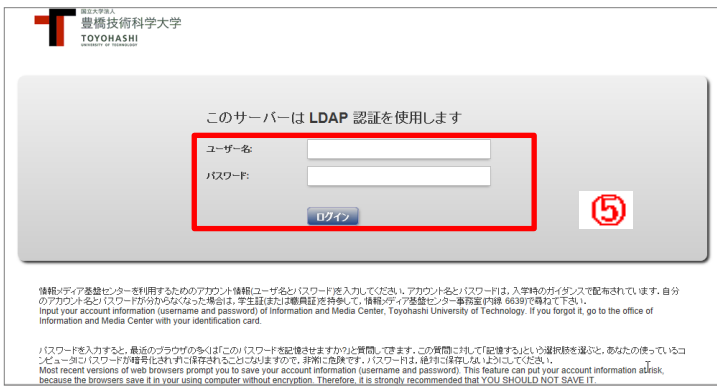 国立大学法人
豊橋技術科学大学
TOYOHASHI
UNIVERSITY OF TECHNOLOGY
このサーバーは LDAP 認証を使用します
ユーザー名:
パスワード:
ログイン
⑤
情報メディア基盤センターを利用するためのアカウント情報(ユーザ名とパスワード)を入力してください. アカウント名とパスワードは, 入学時のガイダンスで配布されています. 自分
のアカウント名とパスワードが分からなくなった場合は, 学生証(または職員証)を持参して, 情報メディア基盤センター事務室(内線 6639)で尋ねて下さい.
Input your account information (username and password) of Information and Media Center, Toyohashi University of Technology. If you forgot it, go to the office of
Information and Media Center with your identification card.
パスワードを入力すると, 最近のブラウザの多くは「このパスワードを記憶させますか?」と質問してきます. この質問に対して「記憶する」という選択肢を選ぶと, あなたの使っているコ
ンピュータにパスワードが暗号化されずに保存されることになりますので, 非常に危険です. パスワードは, 絶対に保存しないようにしてください.
Most recent versions of web browsers prompt you to save your account information (username and password). This feature can put your account information at risk,
because the browsers save it in your using computer without encryption. Therefore, it is strongly recommended that YOU SHOULD NOT SAVE IT.